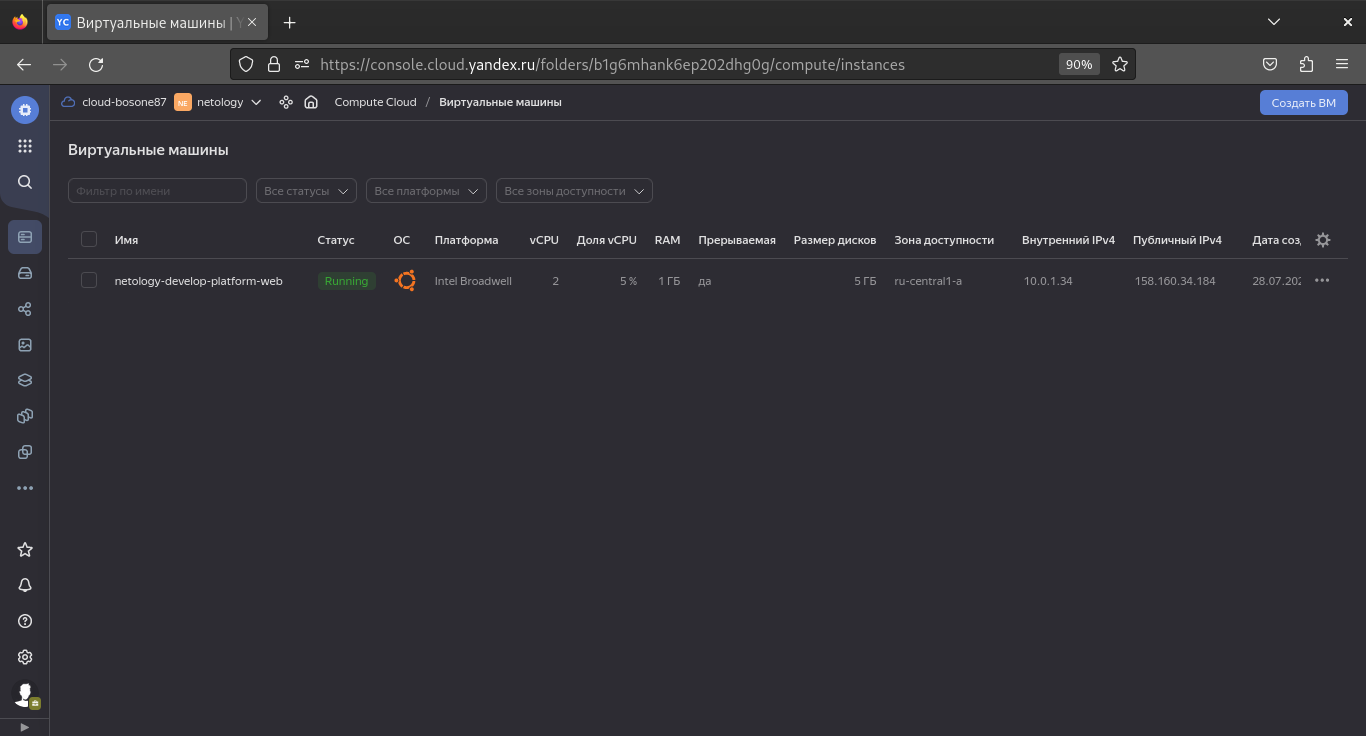 YC Виртуальные машины | Y
https://console.cloud.yandex.ru/folders/b1g6mhank6ep202dhg0g/compute/instances 90%
cloud-bosone87 NE netology Compute Cloud / Виртуальные машины Создать ВМ
Виртуальные машины
Фильтр по имени Все статусы Все платформы Все зоны доступности
Имя Статус ОС Платформа vCPU Доля vCPU RAM Прерываемая Размер дисков Зона доступности Внутренний IPv4 Публичный IPv4 Дата соз
netology-develop-platform-web Running Intel Broadwell 2 5 % 1 ГБ да 5 ГБ ru-central1-a 10.0.1.34 158.160.34.184 28.07.202